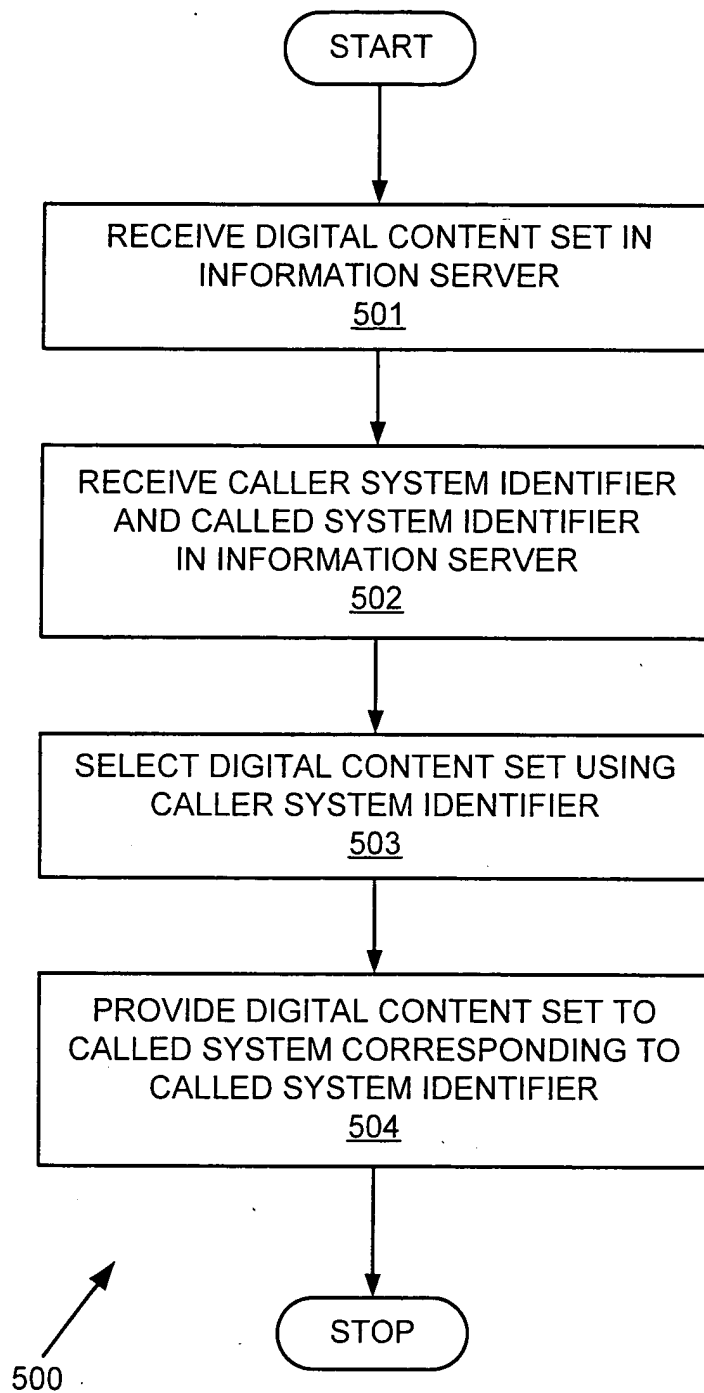 START
RECEIVE DIGITAL CONTENT SET IN
INFORMATION SERVER
501
RECEIVE CALLER SYSTEM IDENTIFIER
AND CALLED SYSTEM IDENTIFIER
IN INFORMATION SERVER
502
SELECT DIGITAL CONTENT SET USING
CALLER SYSTEM IDENTIFIER
503
PROVIDE DIGITAL CONTENT SET TO
CALLED SYSTEM CORRESPONDING TO
CALLED SYSTEM IDENTIFIER
504
STOP
500